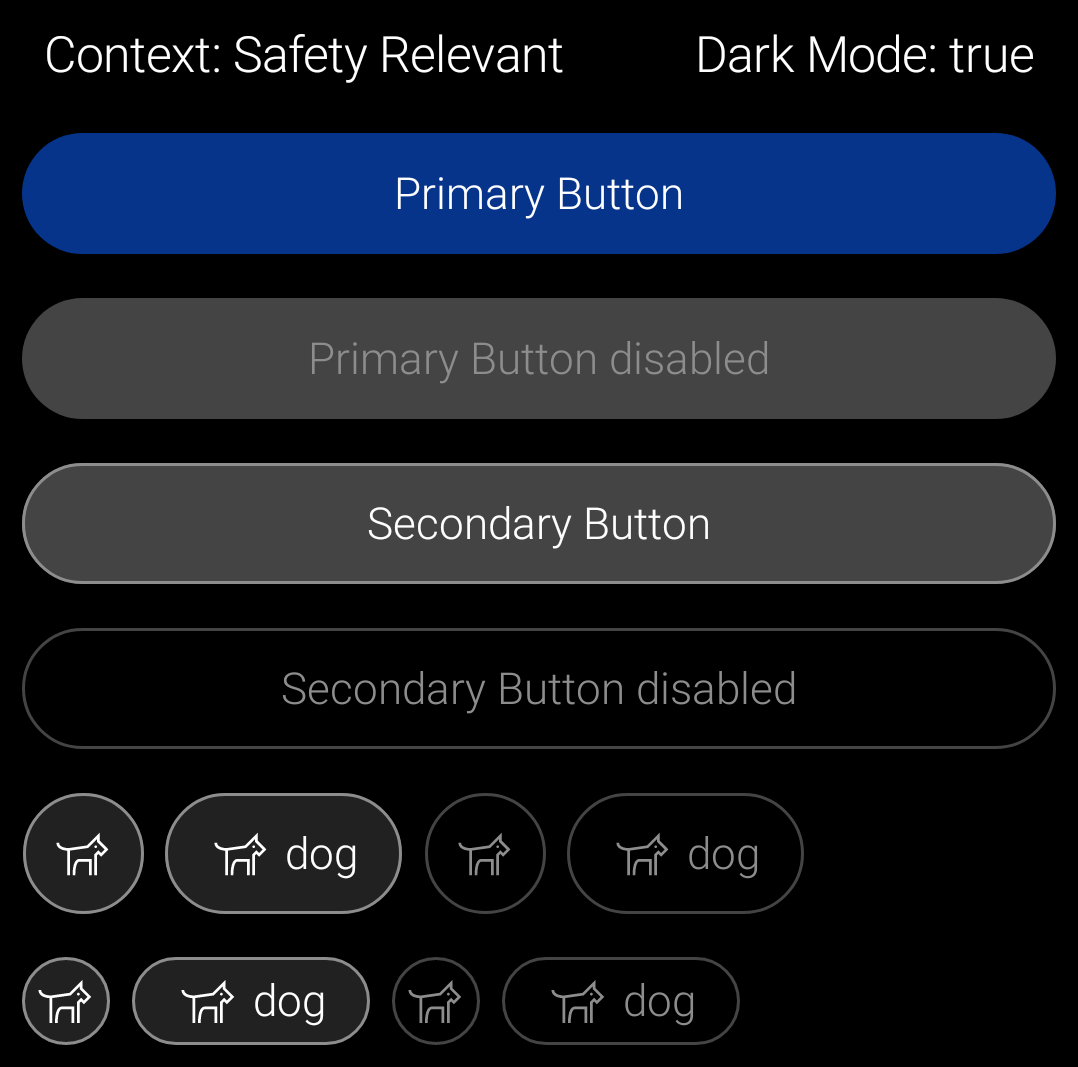 Context: Safety Relevant Dark Mode: true
Primary Button
Primary Button disabled
Secondary Button
Secondary Button disabled
dog dog
dog dog